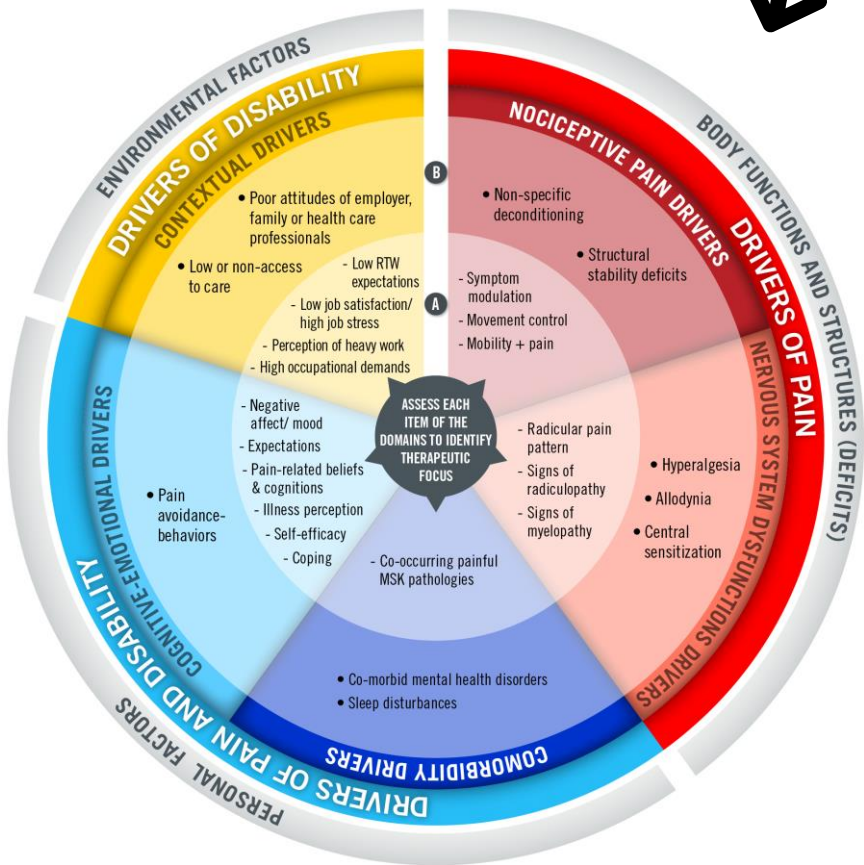 ENVIRONMENTAL FACTORS
DRIVERS OF DISABILITY
CONTEXTUAL DRIVERS
• Poor attitudes of employer,
family or health care
professionals
• Low or non-access
to care
- Low RTW
expectations
- Low job satisfaction/
high job stress
- Perception of heavy work
- High occupational demands
B
A
BODY FUNCTIONS AND STRUCTURES (DEFICITS)
DRIVERS OF PAIN
NOCICEPTIVE PAIN DRIVERS
• Non-specific
deconditioning
• Structural
stability deficits
- Symptom
modulation
- Movement control
- Mobility + pain
ASSESS EACH
ITEM OF THE
DOMAINS TO IDENTIFY
THERAPEUTIC
FOCUS
NERVOUS SYSTEM DYSFUNCTIONS DRIVERS
- Radicular pain
pattern
- Signs of
radiculopathy
- Signs of
myelopathy
• Hyperalgesia
• Allodynia
• Central
sensitization
PERSONAL FACTORS
DRIVERS OF PAIN AND DISABILITY
COGNITIVE-EMOTIONAL DRIVERS
- Negative
affect/ mood
- Expectations
- Pain-related beliefs
& cognitions
- Illness perception
- Self-efficacy
- Coping
• Pain
avoidance-
behaviors
- Co-occurring painful
MSK pathologies
• Co-morbid mental health disorders
• Sleep disturbances
COMORBIDITY DRIVERS